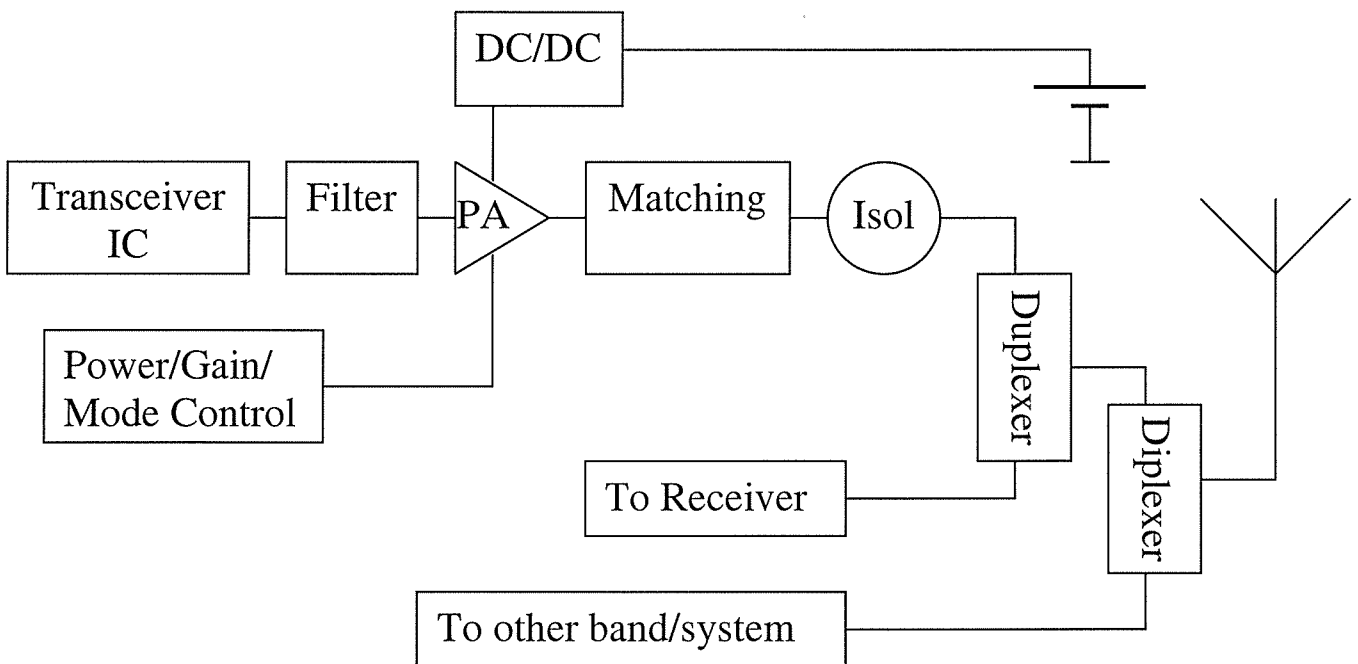 DC/DC
Transceiver
IC
Filter
PA
Matching
Isol
Duplexer
Power/Gain/
Mode Control
Diplexer
To Receiver
To other band/system